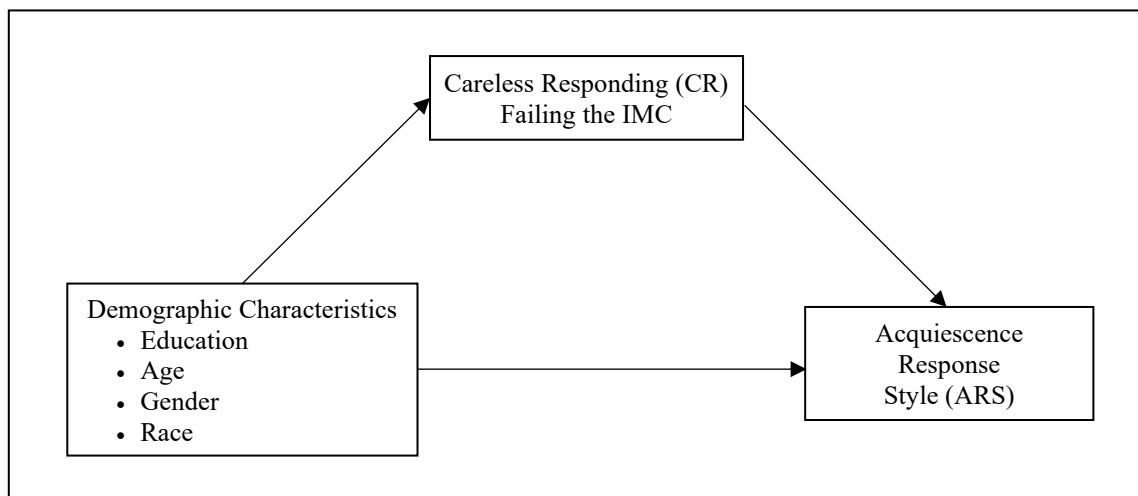 Careless Responding (CR)
Failing the IMC
Demographic Characteristics
• Education
• Age
• Gender
• Race
Acquiescence
Response
Style (ARS)